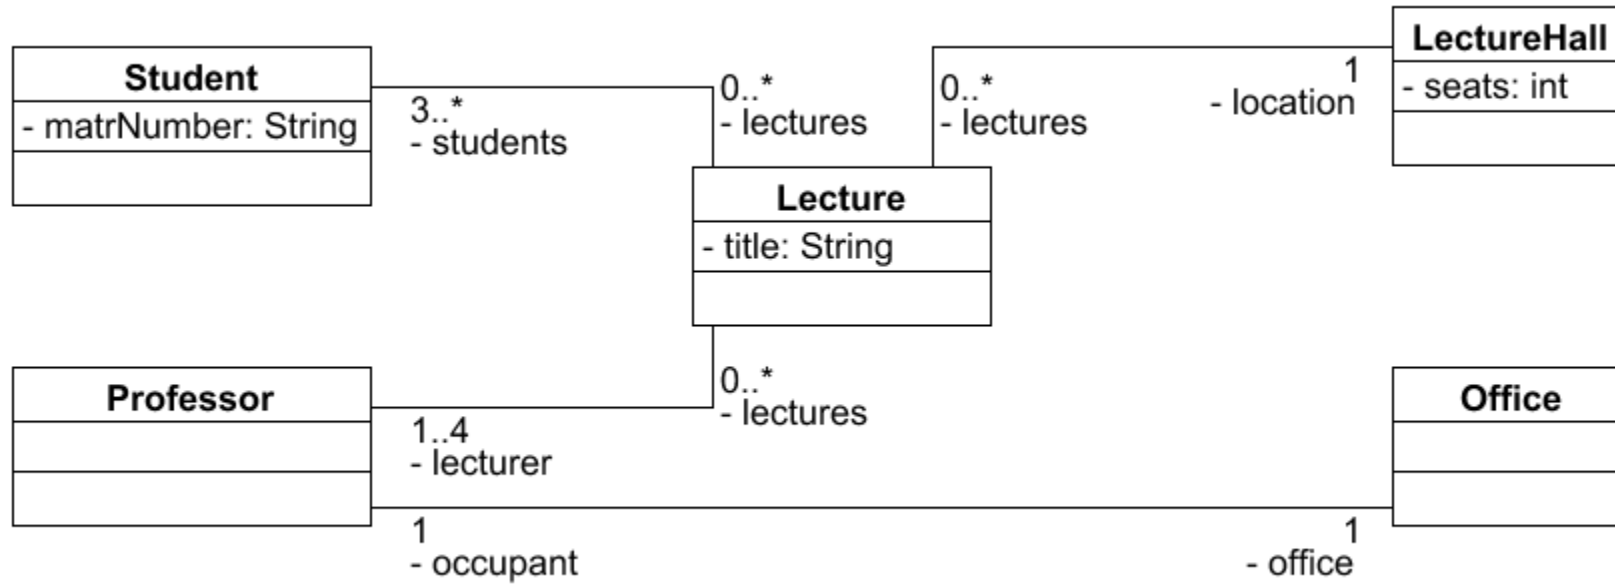 Student
- matrNumber: String
3..*
- students
0..*
- lectures
0..*
- lectures
1
- location
LectureHall
- seats: int
Lecture
- title: String
Professor
1..4
- lecturer
0..*
- lectures
1
- occupant
1
- office
Office